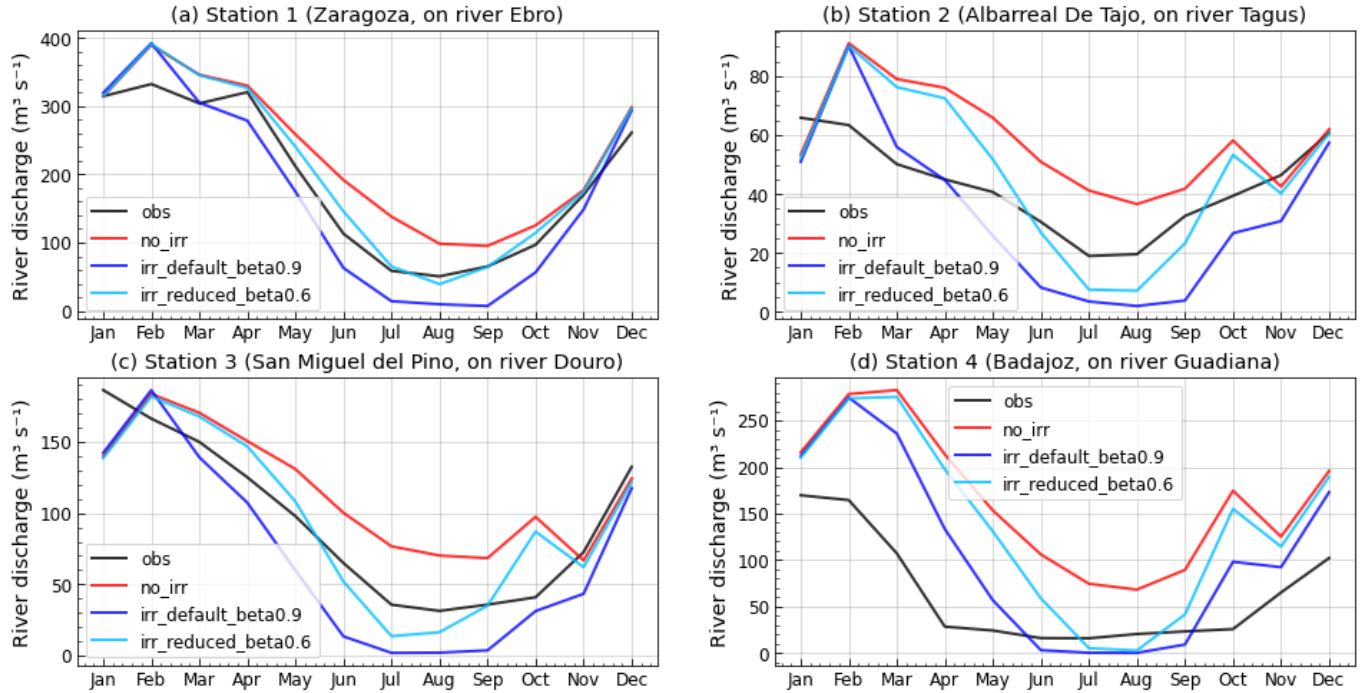 (a) Station 1 (Zaragoza, on river Ebro)
River discharge (m³ s⁻¹)
400
300
200
100
0
obs
no_irr
irr_default_beta0.9
irr_reduced_beta0.6
Jan Feb Mar Apr May Jun Jul Aug Sep Oct Nov Dec
(b) Station 2 (Albarreal De Tajo, on river Tagus)
River discharge (m³ s⁻¹)
80
60
40
20
0
obs
no_irr
irr_default_beta0.9
irr_reduced_beta0.6
Jan Feb Mar Apr May Jun Jul Aug Sep Oct Nov Dec
(c) Station 3 (San Miguel del Pino, on river Douro)
River discharge (m³ s⁻¹)
150
100
50
0
obs
no_irr
irr_default_beta0.9
irr_reduced_beta0.6
Jan Feb Mar Apr May Jun Jul Aug Sep Oct Nov Dec
(d) Station 4 (Badajoz, on river Guadiana)
River discharge (m³ s⁻¹)
250
200
150
100
50
0
obs
no_irr
irr_default_beta0.9
irr_reduced_beta0.6
Jan Feb Mar Apr May Jun Jul Aug Sep Oct Nov Dec